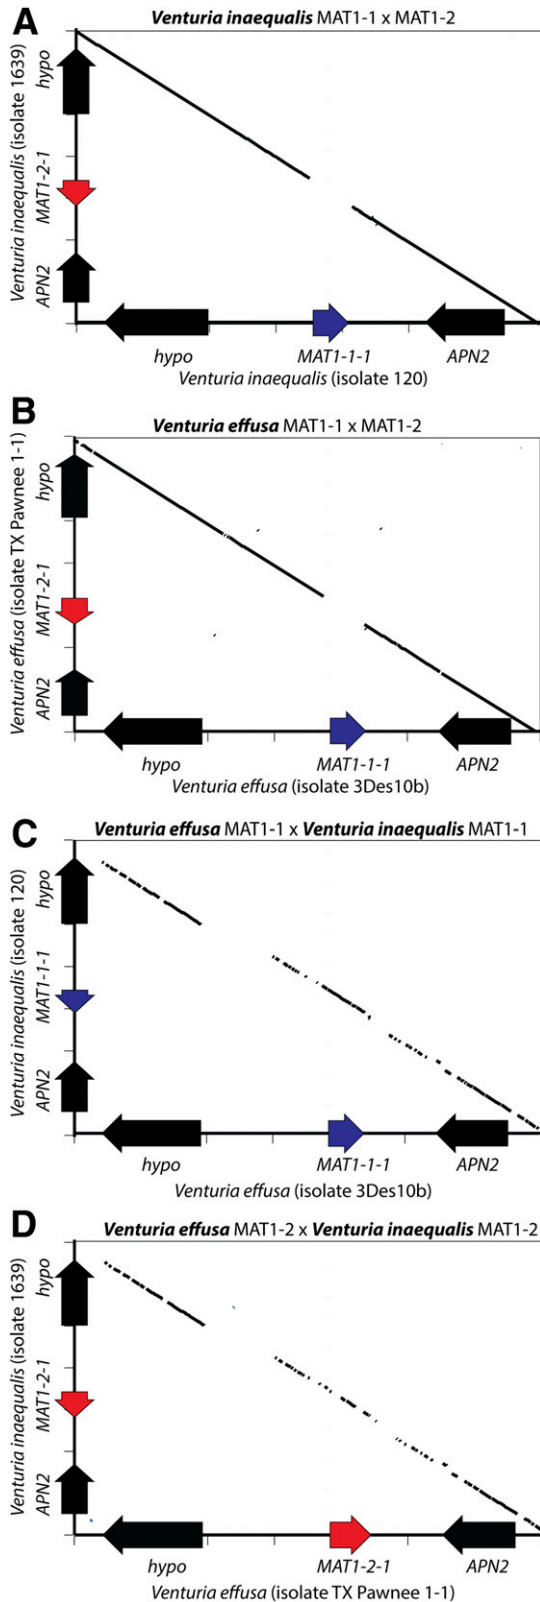 A
Venturia inaequalis MAT1-1 x MAT1-2
Venturia inaequalis (isolate 1639)
hypo
MAT1-2-1
APN2
hypo
MAT1-1-1
APN2
Venturia inaequalis (isolate 120)
B
Venturia effusa MAT1-1 x MAT1-2
Venturia effusa (isolate TX Pawnee 1-1)
hypo
MAT1-2-1
APN2
hypo
MAT1-1-1
APN2
Venturia effusa (isolate 3Des10b)
C
Venturia effusa MAT1-1 x Venturia inaequalis MAT1-1
Venturia inaequalis (isolate 120)
hypo
MAT1-1-1
APN2
hypo
MAT1-1-1
APN2
Venturia effusa (isolate 3Des10b)
D
Venturia effusa MAT1-2 x Venturia inaequalis MAT1-2
Venturia inaequalis (isolate 1639)
hypo
MAT1-2-1
APN2
hypo
MAT1-2-1
APN2
Venturia effusa (isolate TX Pawnee 1-1)